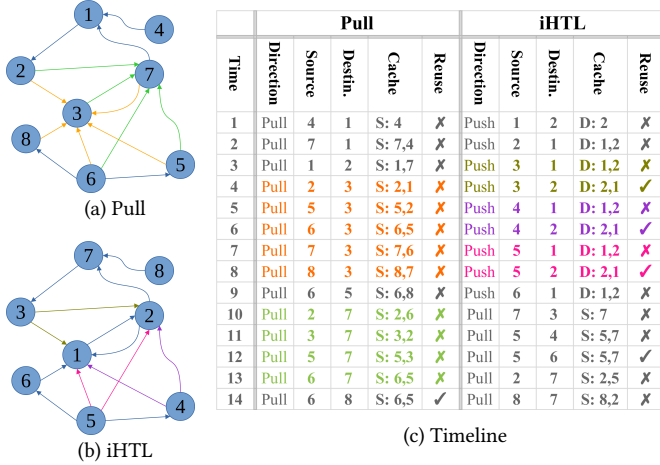 1
4
2
7
3
8
6
5
(a) Pull
7
8
3
2
1
6
5
4
(b) iHTL
Pull iHTL
Time Direction Source Destin. Cache Reuse Direction Source Destin. Cache Reuse
1 Pull 4 1 S: 4 ✗ Push 1 2 D: 2 ✗
2 Pull 7 1 S: 7,4 ✗ Push 2 1 D: 1,2 ✗
3 Pull 1 2 S: 1,7 ✗ Push 3 1 D: 1,2 ✗
4 Pull 2 3 S: 2,1 ✗ Push 3 2 D: 2,1 ✓
5 Pull 5 3 S: 5,2 ✗ Push 4 1 D: 1,2 ✗
6 Pull 6 3 S: 6,5 ✗ Push 4 2 D: 2,1 ✓
7 Pull 7 3 S: 7,6 ✗ Push 5 1 D: 1,2 ✗
8 Pull 8 3 S: 8,7 ✗ Push 5 2 D: 2,1 ✓
9 Pull 6 5 S: 6,8 ✗ Push 6 1 D: 1,2 ✗
10 Pull 2 7 S: 2,6 ✗ Pull 7 3 S: 7 ✗
11 Pull 3 7 S: 3,2 ✗ Pull 5 4 S: 5,7 ✗
12 Pull 5 7 S: 5,3 ✗ Pull 5 6 S: 5,7 ✓
13 Pull 6 7 S: 6,5 ✗ Pull 2 7 S: 2,5 ✗
14 Pull 6 8 S: 6,5 ✓ Pull 8 7 S: 8,2 ✗
(c) Timeline